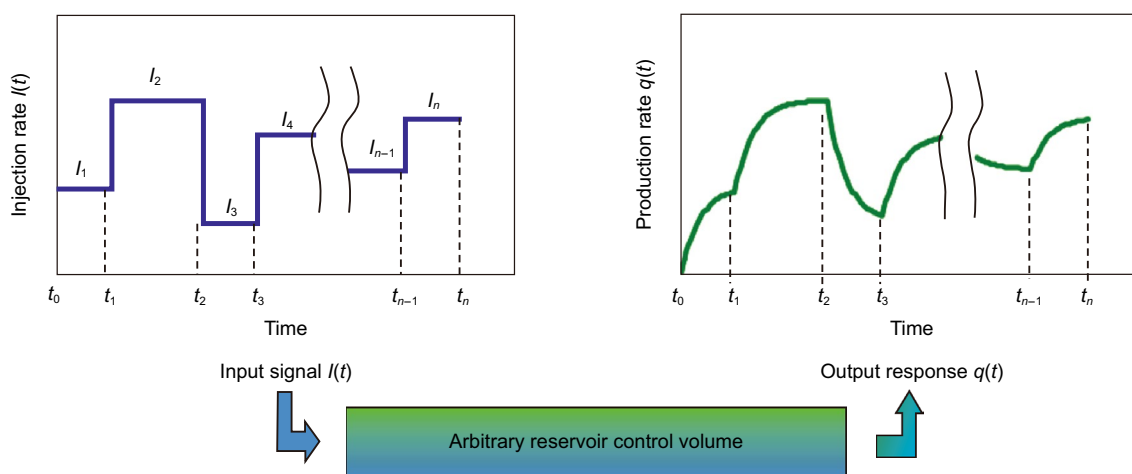 Injection rate I(t)
I1
I2
I3
I4
In−1
In
t0
t1
t2
t3
tn−1
tn
Time
Production rate q(t)
t0
t1
t2
t3
tn−1
tn
Time
Input signal I(t)
Output response q(t)
Arbitrary reservoir control volume